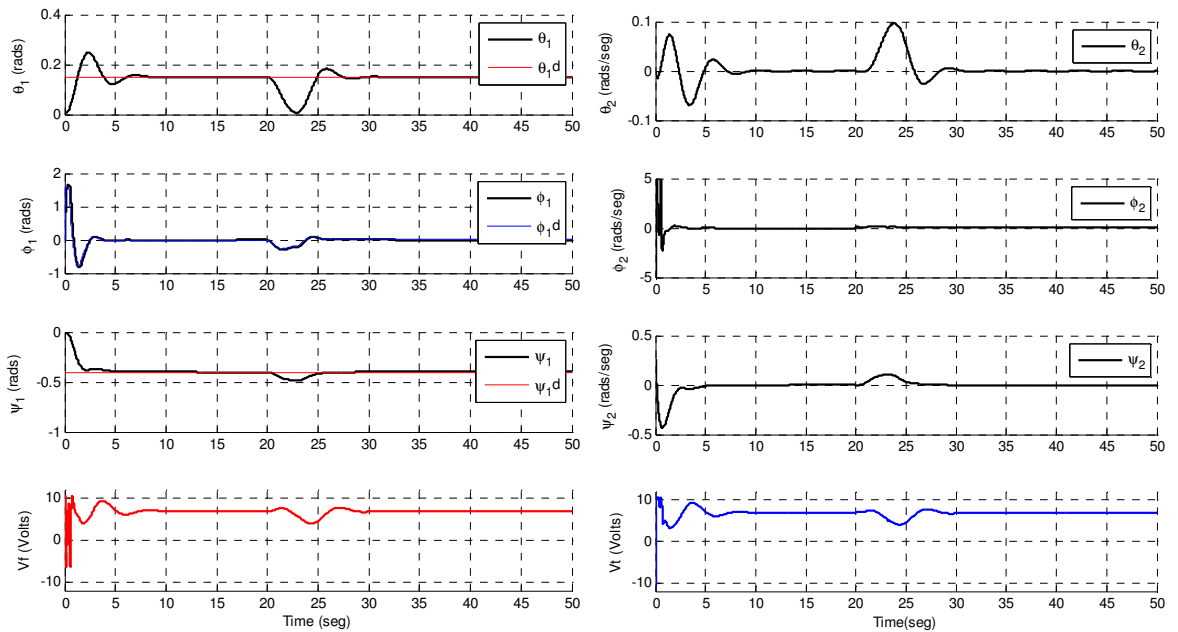 0.4
0.2
0
θ1 (rads)
θ1
θ1d
0 5 10 15 20 25 30 35 40 45 50
0.1
0
-0.1
θ2 (rads/seg)
θ2
0 5 10 15 20 25 30 35 40 45 50
2
1
0
-1
ϕ1 (rads)
ϕ1
ϕ1d
0 5 10 15 20 25 30 35 40 45 50
5
0
-5
ϕ2 (rads/seg)
ϕ2
0 5 10 15 20 25 30 35 40 45 50
0
-0.5
-1
ψ1 (rads)
ψ1
ψ1d
0 5 10 15 20 25 30 35 40 45 50
0.5
0
-0.5
ψ2 (rads/seg)
ψ2
0 5 10 15 20 25 30 35 40 45 50
10
0
-10
Vf (Volts)
0 5 10 15 20 25 30 35 40 45 50
Time (seg)
10
0
-10
Vt (Volts)
0 5 10 15 20 25 30 35 40 45 50
Time(seg)